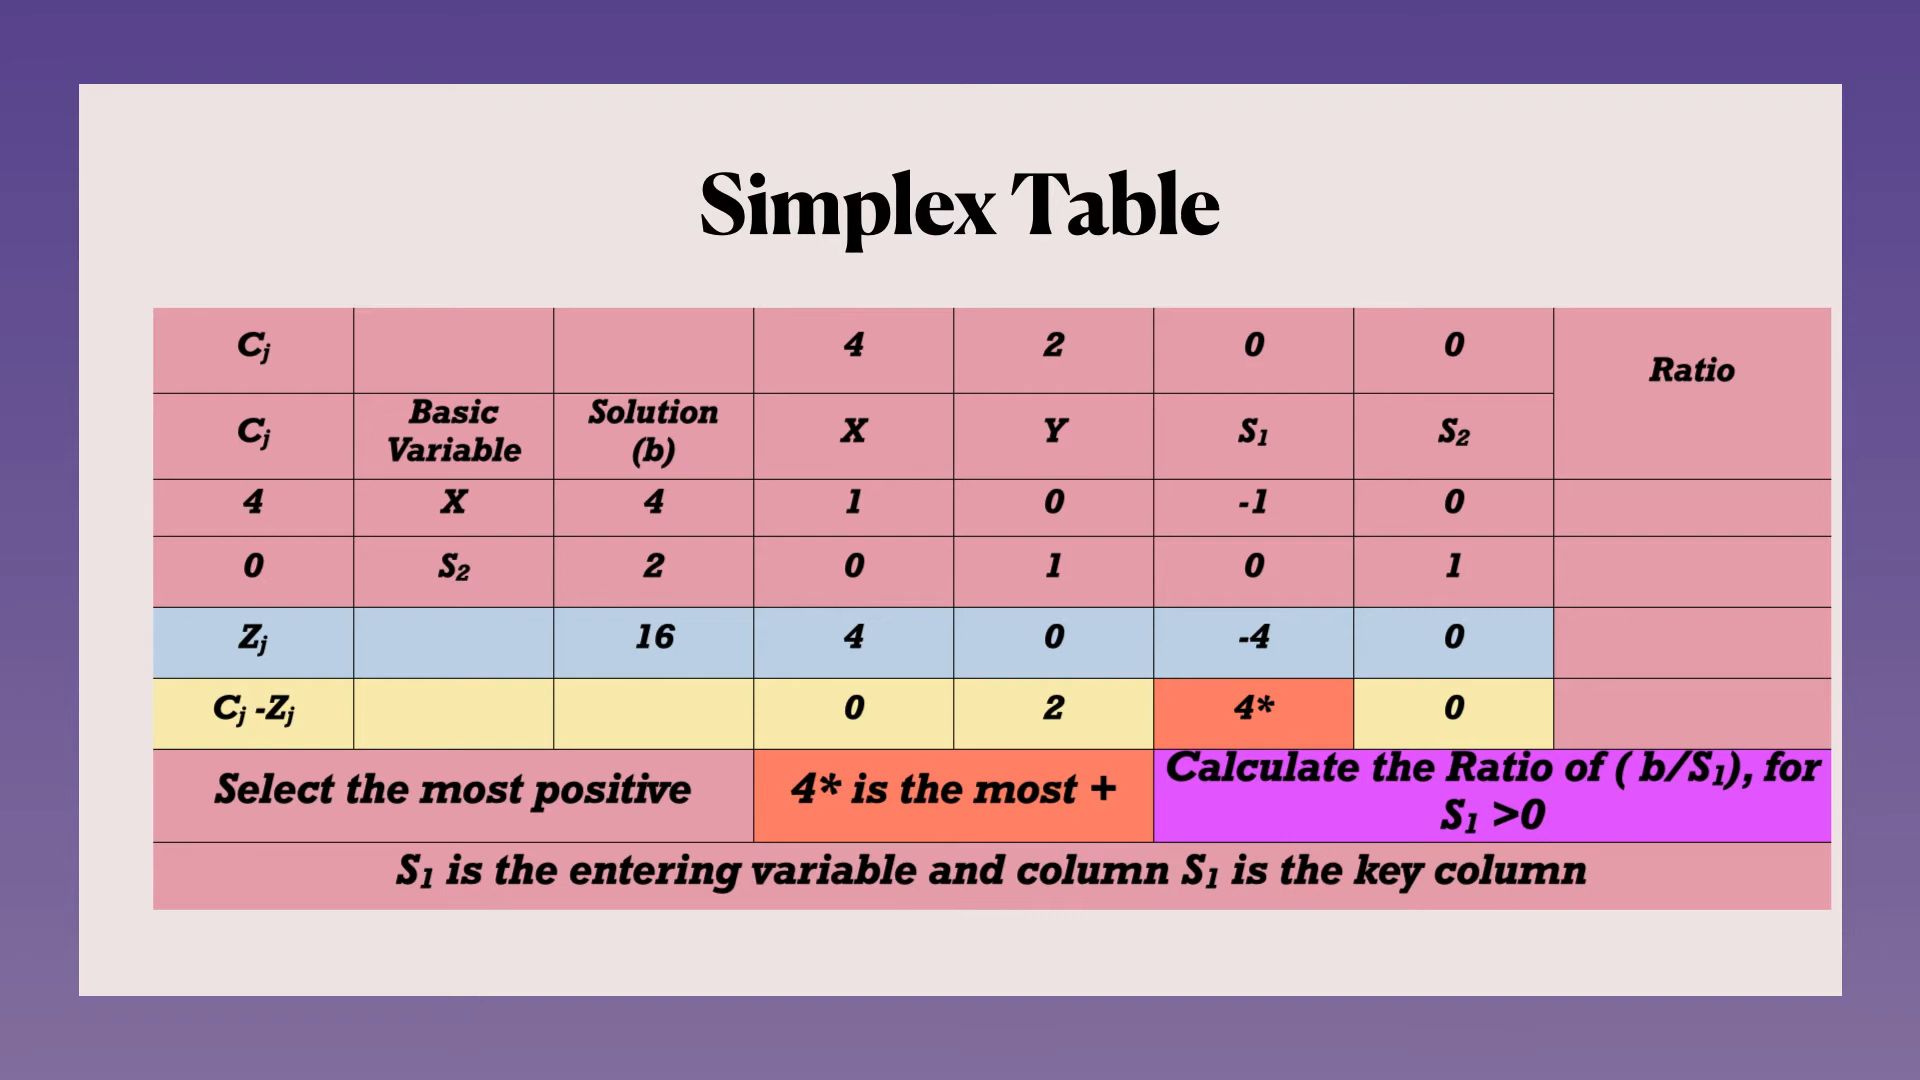 Simplex Table
Cj 4 2 0 0 Ratio
Cj Basic Variable Solution (b) X Y S1 S2
4 X 4 1 0 -1 0
0 S2 2 0 1 0 1
Zj 16 4 0 -4 0
Cj -Zj 0 2 4* 0
Select the most positive 4* is the most + Calculate the Ratio of ( b/S1), for
S1 >0
S1 is the entering variable and column S1 is the key column